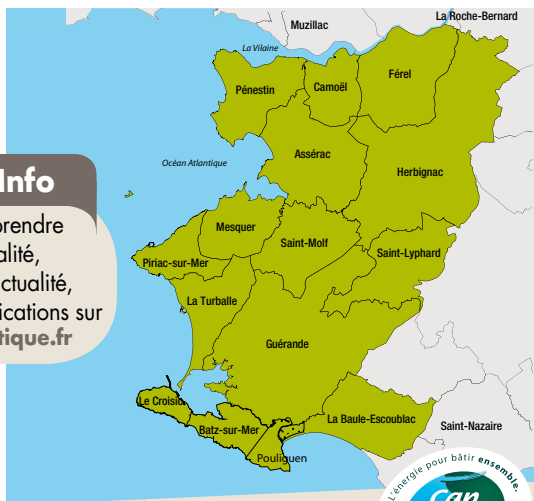 La Roche-Bernard
Muzillac
La Vilaine
Férel
Camoël
Pénestin
Assérac
Océan Atlantique
Herbignac
Info
prendre
alité,
ctualité,
ications sur
tique.fr
Mesquer
Saint-Molf
Saint-Lyphard
Piriac-sur-Mer
La Turballe
Guérande
Le Croisic
Batz-sur-Mer
La Baule-Escoublac
Saint-Nazaire
Pouliguen
L'énergie pour bâtir ensemble.
Cap